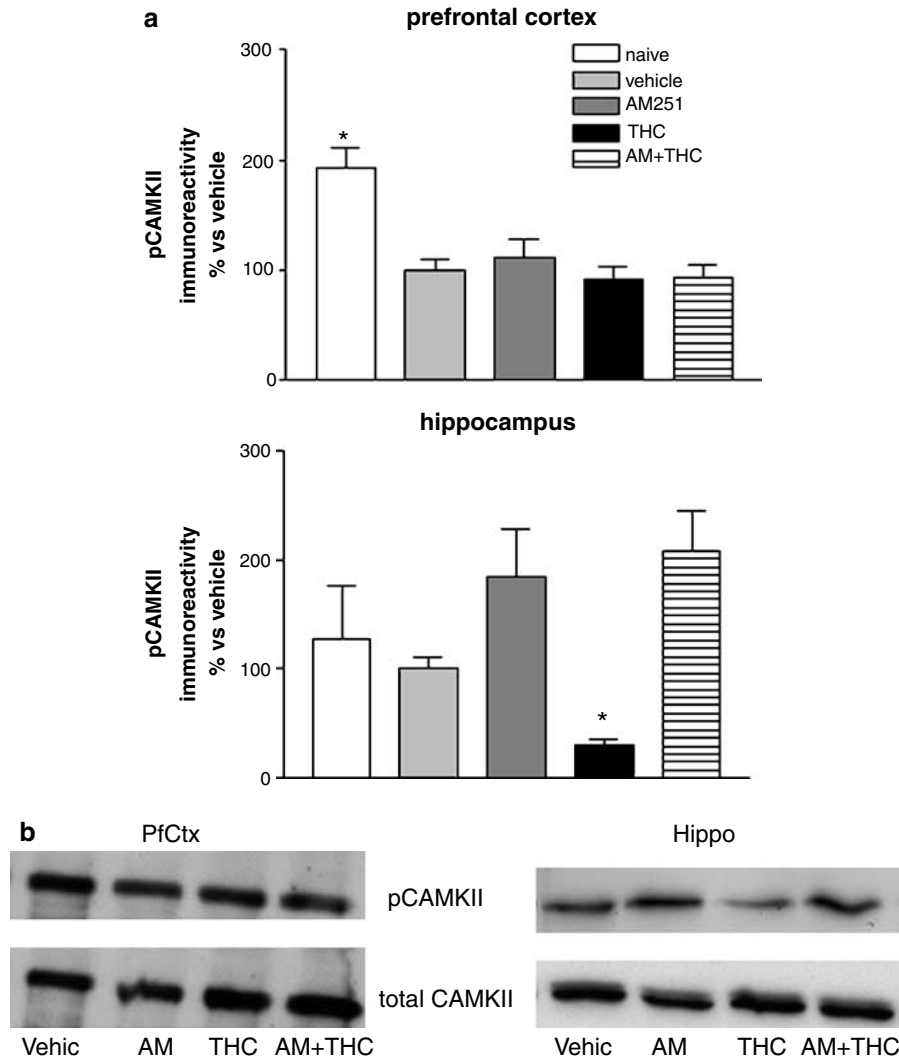 a
prefrontal cortex
pCAMKII
immunoreactivity
% vs vehicle
300
200
100
0
*
naive
vehicle
AM251
THC
AM+THC
hippocampus
pCAMKII
immunoreactivity
% vs vehicle
300
200
100
0
*
b
PfCtx
Hippo
pCAMKII
total CAMKII
Vehic AM THC AM+THC
Vehic AM THC AM+THC